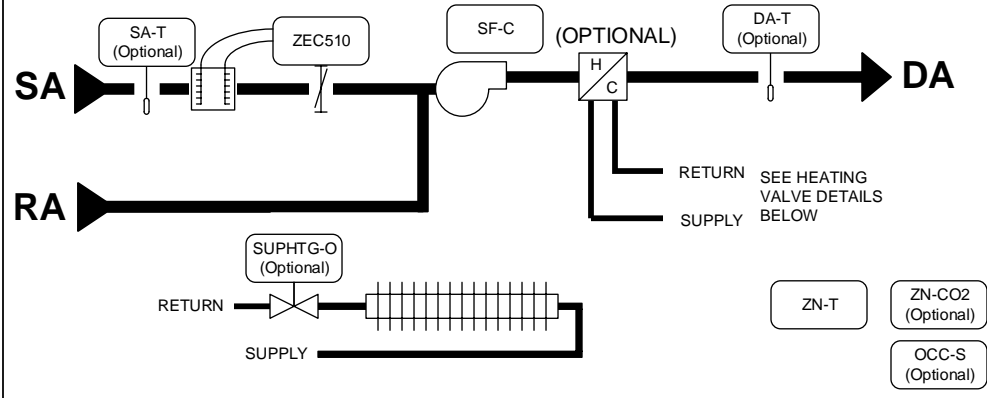 SA-T
(Optional)
ZEC510
SF-C
(OPTIONAL)
DA-T
(Optional)
SA
H
C
DA
RETURN
SUPPLY
SEE HEATING
VALVE DETAILS
BELOW
RA
SUPHTG-O
(Optional)
RETURN
SUPPLY
ZN-T
ZN-CO2
(Optional)
OCC-S
(Optional)